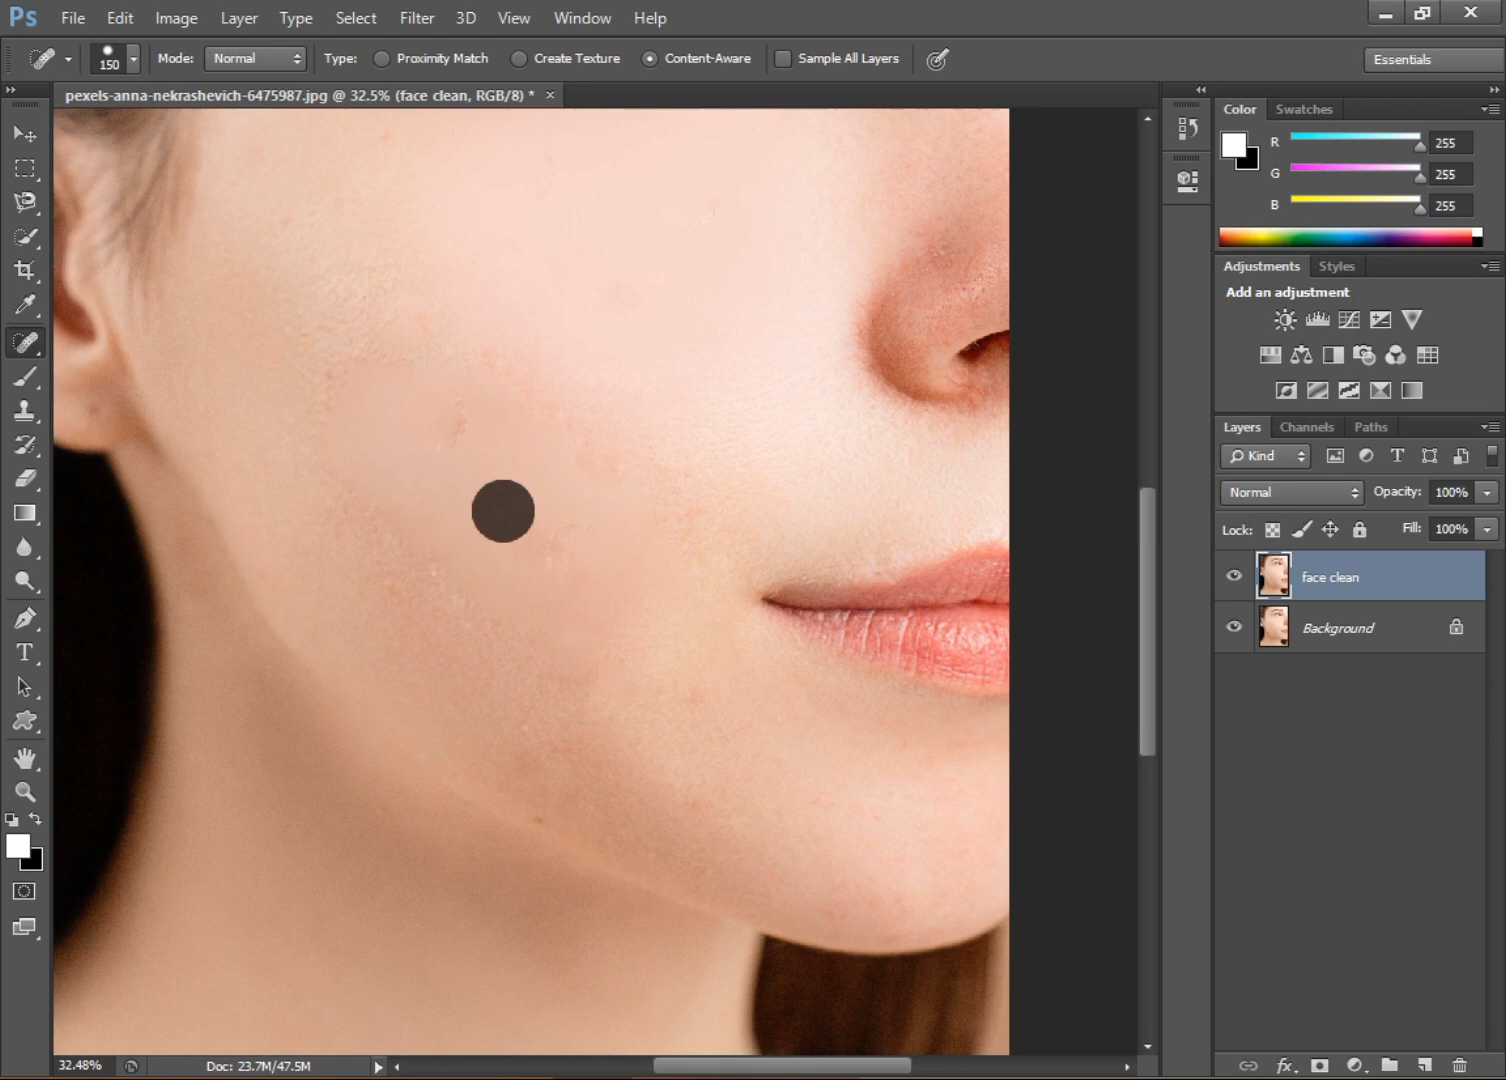 Ps File Edit Image Layer Type Select Filter 3D View Window Help
150 Mode: Normal Type: Proximity Match Create Texture Content-Aware Sample All Layers Essentials
pexels-anna-nekrashevich-6475987.jpg @ 32.5% (face clean, RGB/8) * ×
Color Swatches
R 255
G 255
B 255
Adjustments Styles
Add an adjustment
Layers Channels Paths
Kind
Normal Opacity: 100%
Lock: Fill: 100%
face clean
Background
32.48% Doc: 23.7M/47.5M